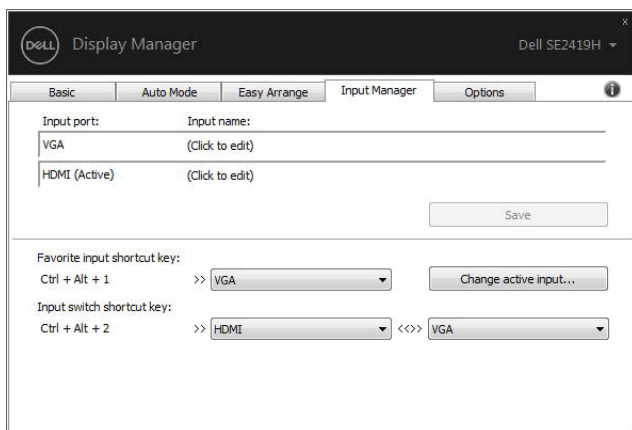 DELL Display Manager Dell SE2419H
x
Basic Auto Mode Easy Arrange Input Manager Options i
Input port: Input name:
VGA (Click to edit)
HDMI (Active) (Click to edit)
Save
Favorite input shortcut key:
Ctrl + Alt + 1 >> VGA Change active input...
Input switch shortcut key:
Ctrl + Alt + 2 >> HDMI <<>> VGA